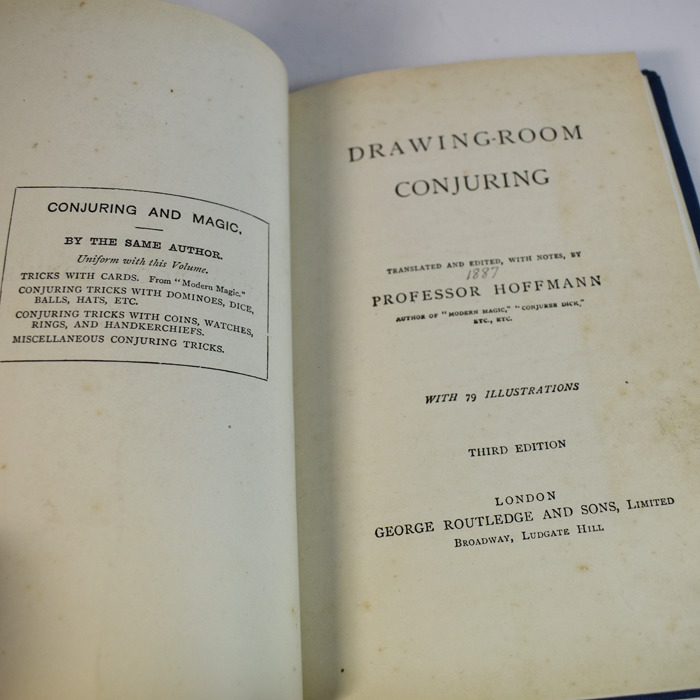 CONJURING AND MAGIC.
BY THE SAME AUTHOR.
Uniform with this Volume.
TRICKS WITH CARDS. From "Modern Magic."
CONJURING TRICKS WITH DOMINOES, DICE,
BALLS, HATS, ETC.
CONJURING TRICKS WITH COINS, WATCHES,
RINGS, AND HANDKERCHIEFS.
MISCELLANEOUS CONJURING TRICKS.
DRAWING-ROOM
CONJURING
TRANSLATED AND EDITED, WITH NOTES, BY
1887
PROFESSOR HOFFMANN
AUTHOR OF "MODERN MAGIC," "CONJURER DICK,"
ETC., ETC.
WITH 79 ILLUSTRATIONS
THIRD EDITION
LONDON
GEORGE ROUTLEDGE AND SONS, LIMITED
BROADWAY, LUDGATE HILL